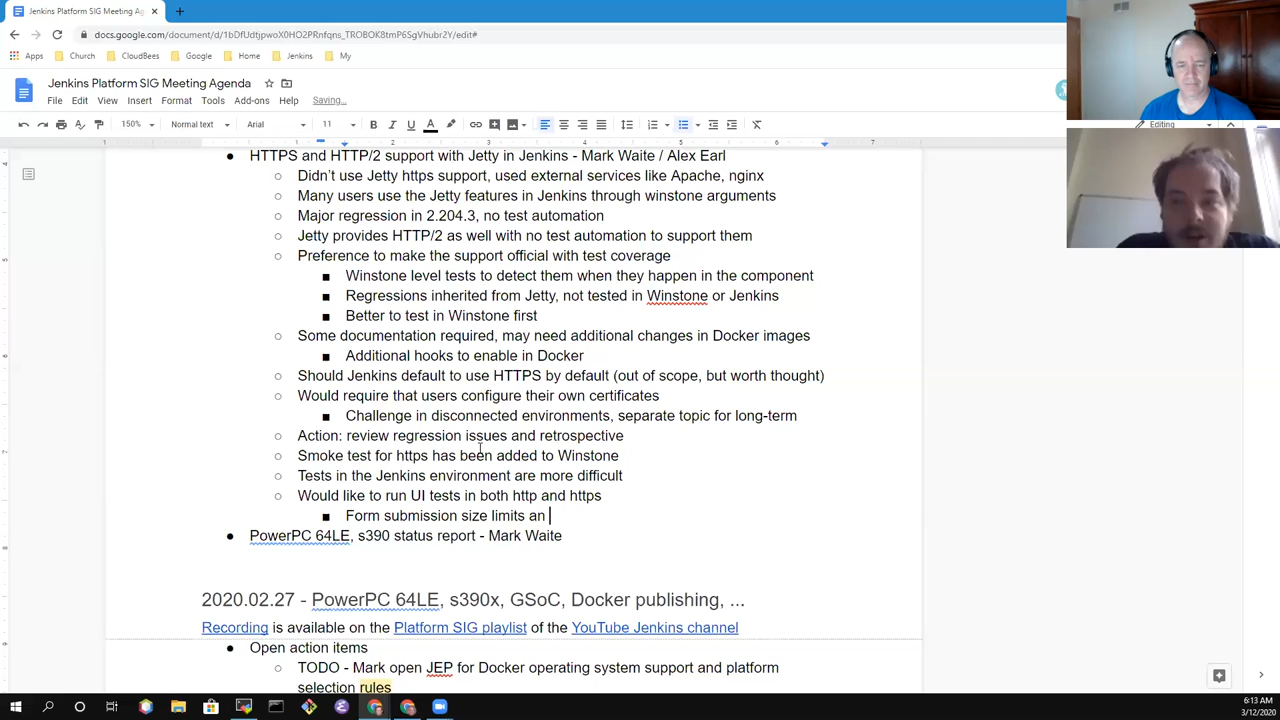 Jenkins Platform SIG Meeting Age
docs.google.com/document/d/1bDfUdtjpwoX0HO2PRnfqns_TROBOK8tmP6SgVhubr2Y/edit#
Apps Church CloudBees Google Home Jenkins My
Jenkins Platform SIG Meeting Agenda
File Edit View Insert Format Tools Add-ons Help Saving...
150% Normal text Arial 11 Editing
1 1 2 3 4 5 6 7
HTTPS and HTTP/2 support with Jetty in Jenkins - Mark Waite / Alex Earl
Didn't use Jetty https support, used external services like Apache, nginx
Many users use the Jetty features in Jenkins through winstone arguments
Major regression in 2.204.3, no test automation
Jetty provides HTTP/2 as well with no test automation to support them
Preference to make the support official with test coverage
Winstone level tests to detect them when they happen in the component
Regressions inherited from Jetty, not tested in Winstone or Jenkins
Better to test in Winstone first
Some documentation required, may need additional changes in Docker images
Additional hooks to enable in Docker
Should Jenkins default to use HTTPS by default (out of scope, but worth thought)
Would require that users configure their own certificates
Challenge in disconnected environments, separate topic for long-term
Action: review regression issues and retrospective
Smoke test for https has been added to Winstone
Tests in the Jenkins environment are more difficult
Would like to run UI tests in both http and https
Form submission size limits an
PowerPC 64LE, s390 status report - Mark Waite
2020.02.27 - PowerPC 64LE, s390x, GSoC, Docker publishing, ...
Recording is available on the Platform SIG playlist of the YouTube Jenkins channel
Open action items
TODO - Mark open JEP for Docker operating system support and platform
selection rules
6:13 AM
3/12/2020